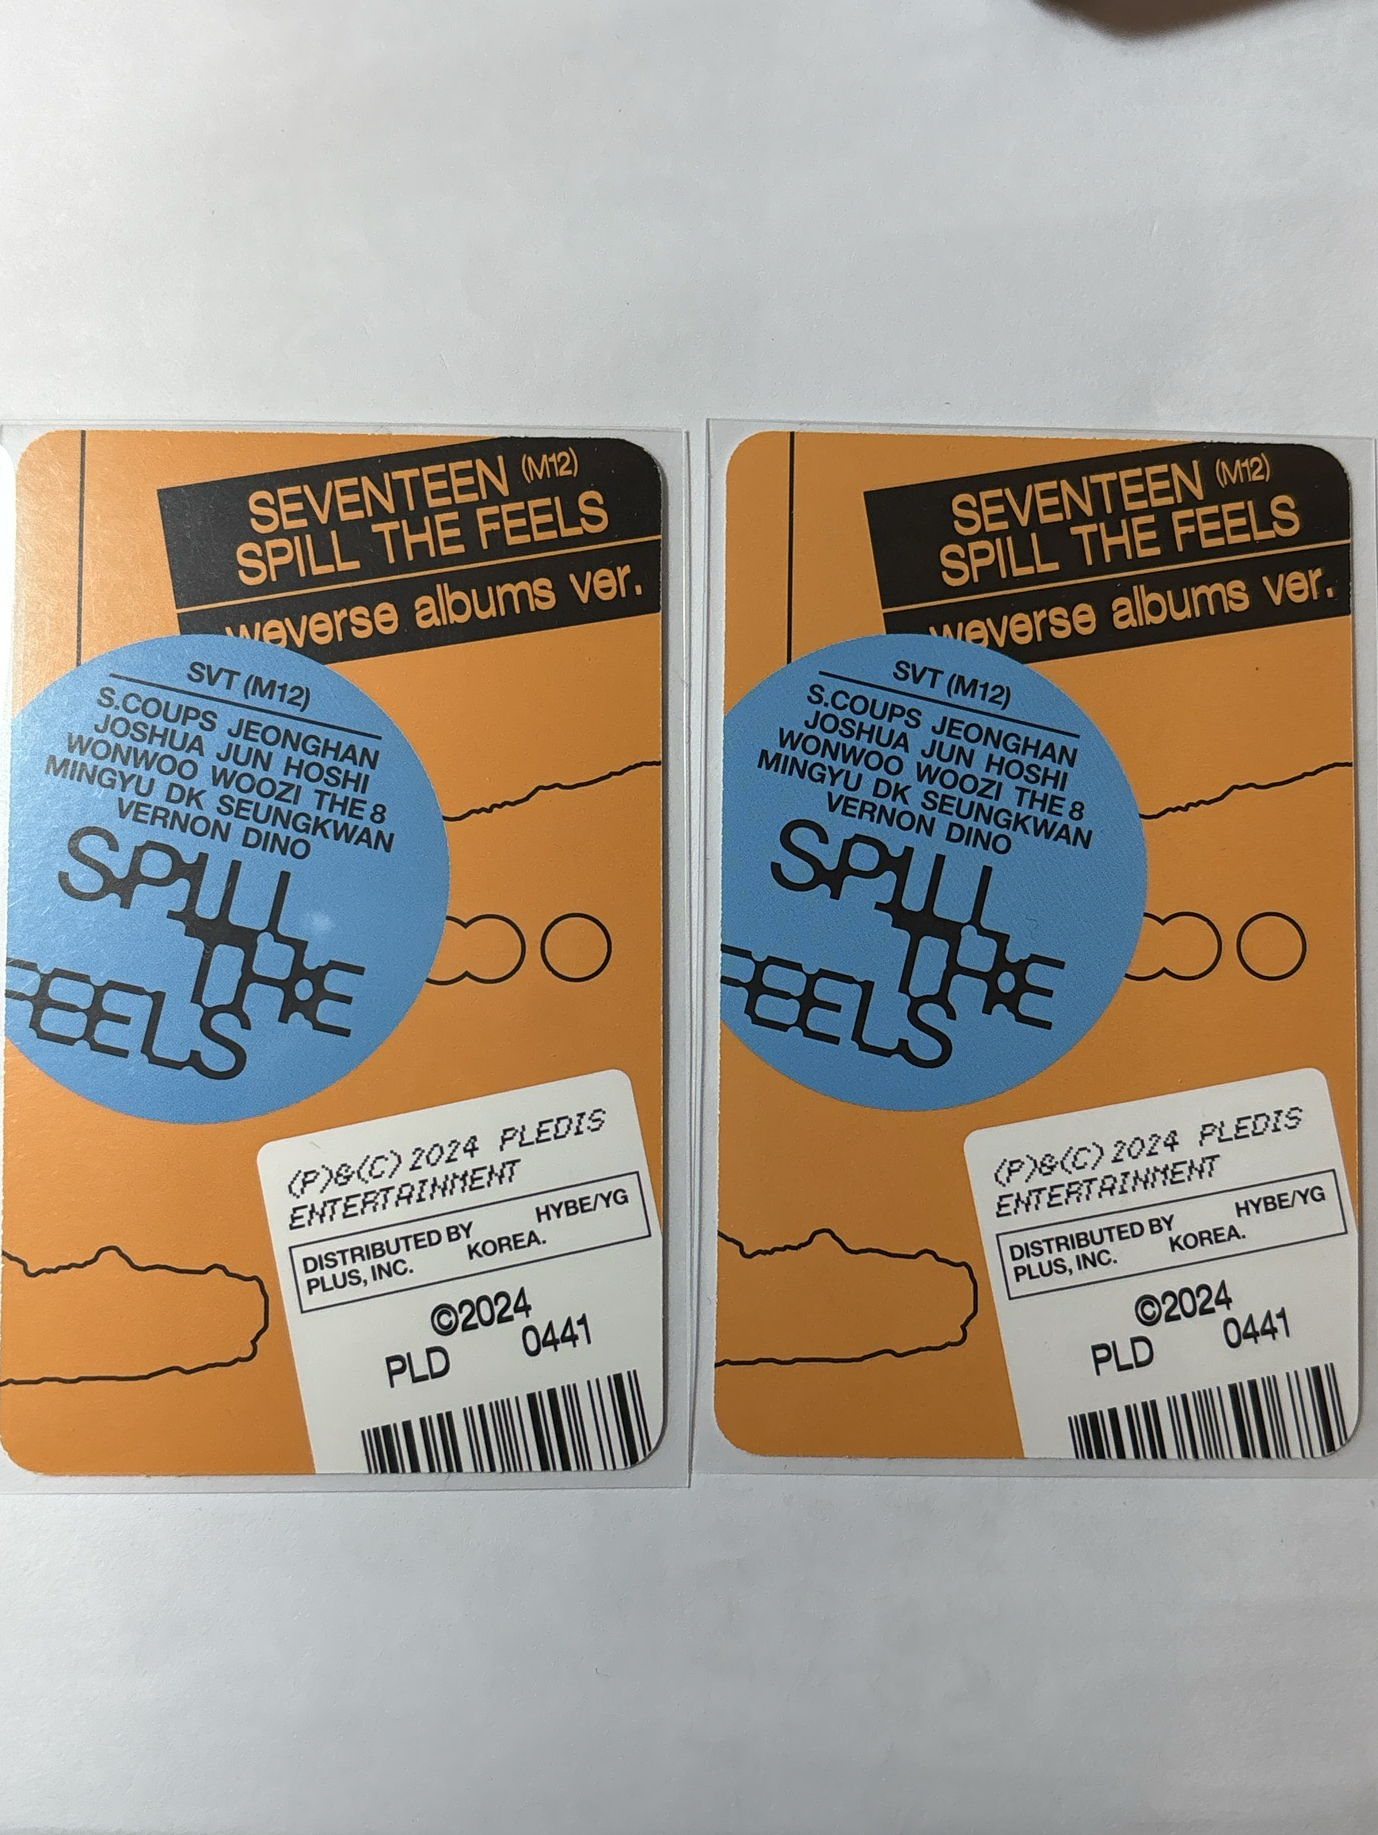 SEVENTEEN (M12)
SPILL THE FEELS
weverse albums ver.
SVT (M12)
S.COUPS JEONGHAN
JOSHUA JUN HOSHI
WONWOO WOOZI THE 8
MINGYU DK SEUNGKWAN
VERNON DINO
SPILL
THE
FEELS
(P)&(C) 2024 PLEDIS
ENTERTAINMENT
DISTRIBUTED BY HYBE/YG
PLUS, INC. KOREA.
©2024
PLD 0441
SEVENTEEN (M12)
SPILL THE FEELS
weverse albums ver.
SVT (M12)
S.COUPS JEONGHAN
JOSHUA JUN HOSHI
WONWOO WOOZI THE 8
MINGYU DK SEUNGKWAN
VERNON DINO
SPILL
THE
FEELS
(P)&(C) 2024 PLEDIS
ENTERTAINMENT
DISTRIBUTED BY HYBE/YG
PLUS, INC. KOREA.
©2024
PLD 0441